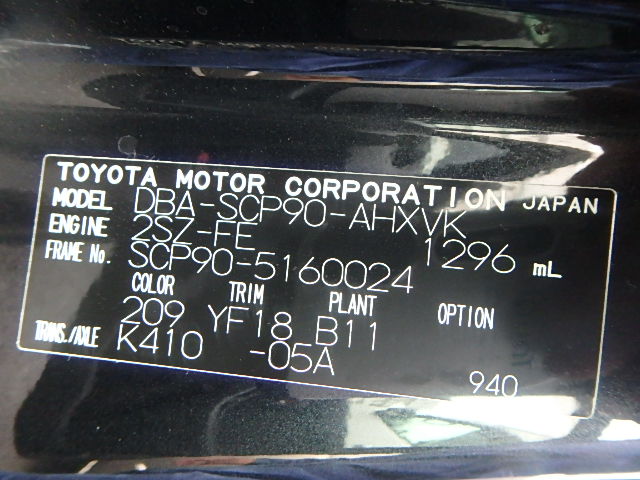 TOYOTA MOTOR CORPORATION JAPAN
MODEL DBA-SCP90-AHXVK
ENGINE 2SZ-FE 1296 mL
FRAME No. SCP90-5160024
COLOR TRIM PLANT OPTION
209 YF18 B11
TRANS./AXLE K410 -05A
940